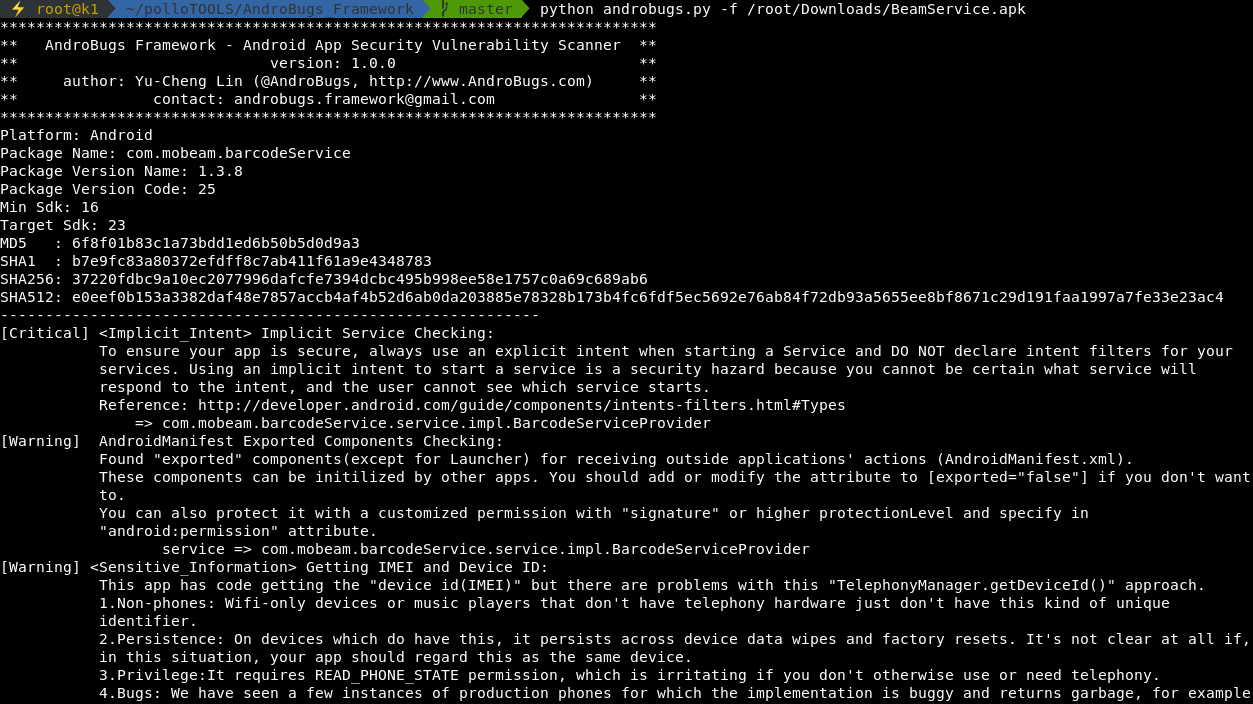 ⚡ root@k1 ~/polloTOOLS/AndroBugs_Framework master python androbugs.py -f /root/Downloads/BeamService.apk
*************************************************************************
** AndroBugs Framework - Android App Security Vulnerability Scanner **
** version: 1.0.0 **
** author: Yu-Cheng Lin (@AndroBugs, http://www.AndroBugs.com) **
** contact: androbugs.framework@gmail.com **
*************************************************************************
Platform: Android
Package Name: com.mobeam.barcodeService
Package Version Name: 1.3.8
Package Version Code: 25
Min Sdk: 16
Target Sdk: 23
MD5 : 6f8f01b83c1a73bdd1ed6b50b5d0d9a3
SHA1 : b7e9fc83a80372efdff8c7ab411f61a9e4348783
SHA256: 37220fdbc9a10ec2077996dafcfe7394dcbc495b998ee58e1757c0a69c689ab6
SHA512: e0eef0b153a3382daf48e7857accb4af4b52d6ab0da203885e78328b173b4fc6fdf5ec5692e76ab84f72db93a5655ee8bf8671c29d191faa1997a7fe33e23ac4
------------------------------------------------------------
[Critical] <Implicit_Intent> Implicit Service Checking:
To ensure your app is secure, always use an explicit intent when starting a Service and DO NOT declare intent filters for your
services. Using an implicit intent to start a service is a security hazard because you cannot be certain what service will
respond to the intent, and the user cannot see which service starts.
Reference: http://developer.android.com/guide/components/intents-filters.html#Types
=> com.mobeam.barcodeService.service.impl.BarcodeServiceProvider
[Warning] AndroidManifest Exported Components Checking:
Found "exported" components(except for Launcher) for receiving outside applications' actions (AndroidManifest.xml).
These components can be initilized by other apps. You should add or modify the attribute to [exported="false"] if you don't want
to.
You can also protect it with a customized permission with "signature" or higher protectionLevel and specify in
"android:permission" attribute.
service => com.mobeam.barcodeService.service.impl.BarcodeServiceProvider
[Warning] <Sensitive_Information> Getting IMEI and Device ID:
This app has code getting the "device id(IMEI)" but there are problems with this "TelephonyManager.getDeviceId()" approach.
1.Non-phones: Wifi-only devices or music players that don't have telephony hardware just don't have this kind of unique
identifier.
2.Persistence: On devices which do have this, it persists across device data wipes and factory resets. It's not clear at all if,
in this situation, your app should regard this as the same device.
3.Privilege:It requires READ_PHONE_STATE permission, which is irritating if you don't otherwise use or need telephony.
4.Bugs: We have seen a few instances of production phones for which the implementation is buggy and returns garbage, for example